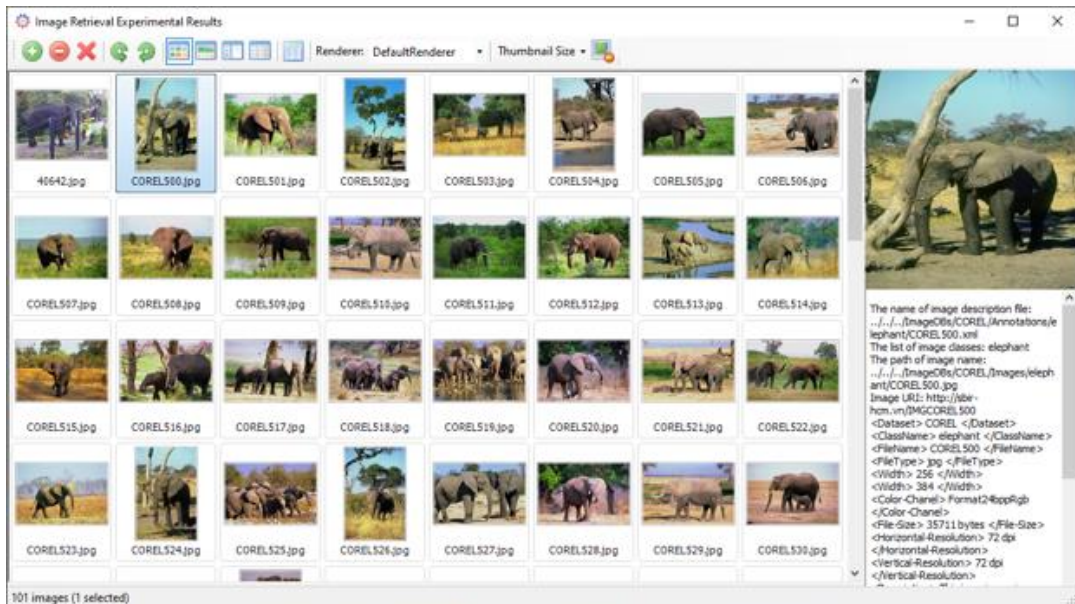 Image Retrieval Experimental Results
Renderer: DefaultRenderer Thumbnail Size
40642.jpg COREL500.jpg COREL501.jpg COREL502.jpg COREL503.jpg COREL504.jpg COREL505.jpg COREL506.jpg
COREL507.jpg COREL508.jpg COREL509.jpg COREL510.jpg COREL511.jpg COREL512.jpg COREL513.jpg COREL514.jpg
COREL515.jpg COREL516.jpg COREL517.jpg COREL518.jpg COREL519.jpg COREL520.jpg COREL521.jpg COREL522.jpg
COREL523.jpg COREL524.jpg COREL525.jpg COREL526.jpg COREL527.jpg COREL528.jpg COREL529.jpg COREL530.jpg
The name of image description file:
../../../ImageDBs/COREL/Annotations/e
lephant/COREL500.xml
The list of image classes: elephant
The path of image name:
../../../ImageDBs/COREL/Images/eleph
ant/COREL500.jpg
Image URI: http://sbir-
hcm.vn/IMGCOREL500
<Dataset> COREL </Dataset>
<ClassName> elephant </ClassName>
<FileName> COREL500 </FileName>
<FileType> jpg </FileType>
<Width> 256 </Width>
<Width> 384 </Width>
<Color-Chanel> Format24bppRgb
</Color-Chanel>
<File-Size> 35711 bytes </File-Size>
<Horizontal-Resolution> 72 dpi
</Horizontal-Resolution>
<Vertical-Resolution> 72 dpi
</Vertical-Resolution>
101 images (1 selected)